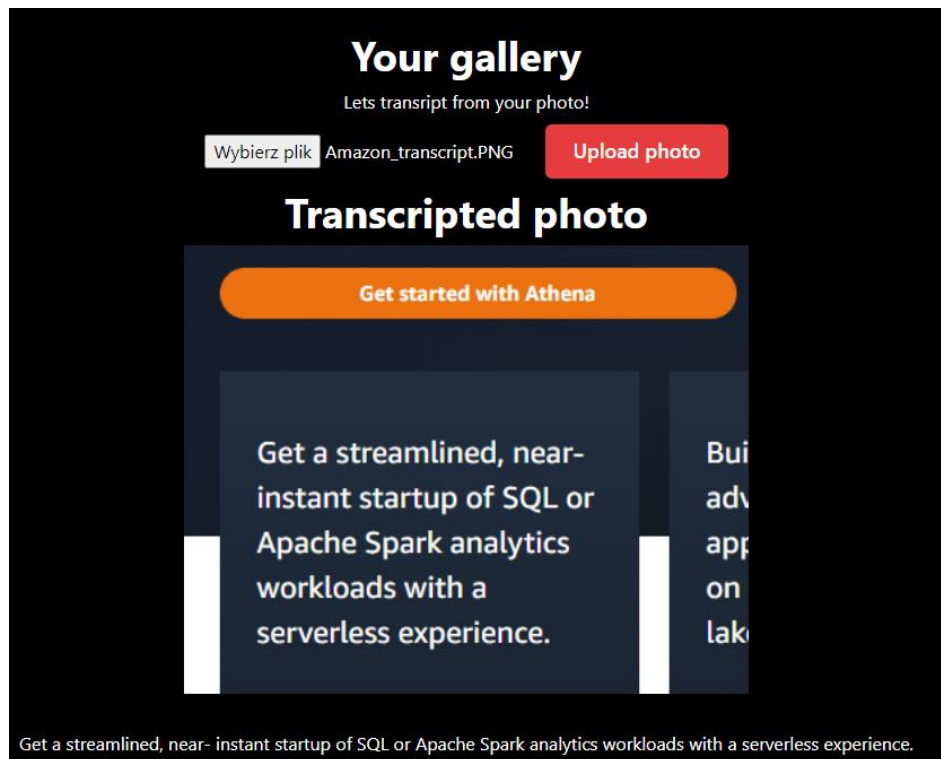 Your gallery
Lets transript from your photo!
Wybierz plik Amazon_transcript.PNG Upload photo
Transcripted photo
Get started with Athena
Get a streamlined, near-
instant startup of SQL or
Apache Spark analytics
workloads with a
serverless experience.
Bui
adv
app
on
lak
Get a streamlined, near- instant startup of SQL or Apache Spark analytics workloads with a serverless experience.